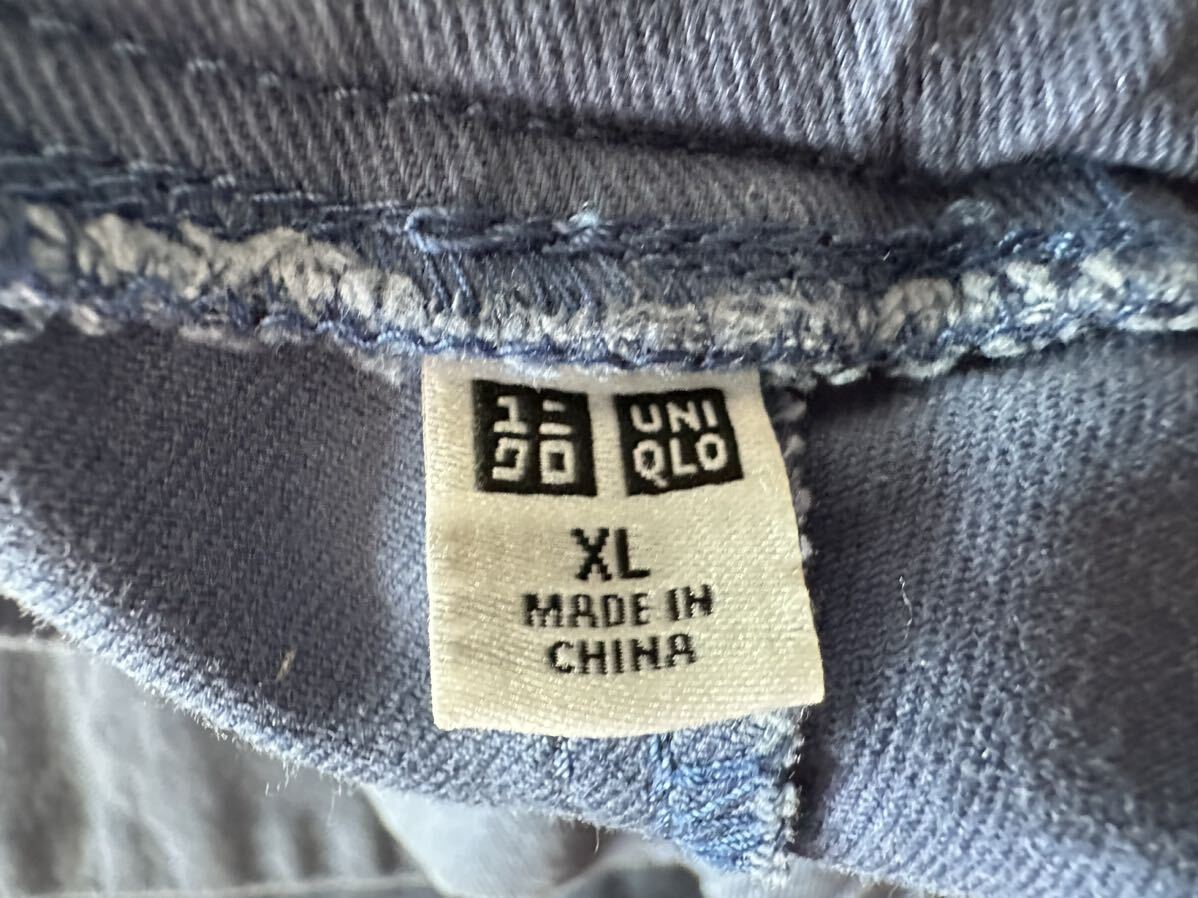 ユニ
クロ
UNI
QLO
XL
MADE IN
CHINA